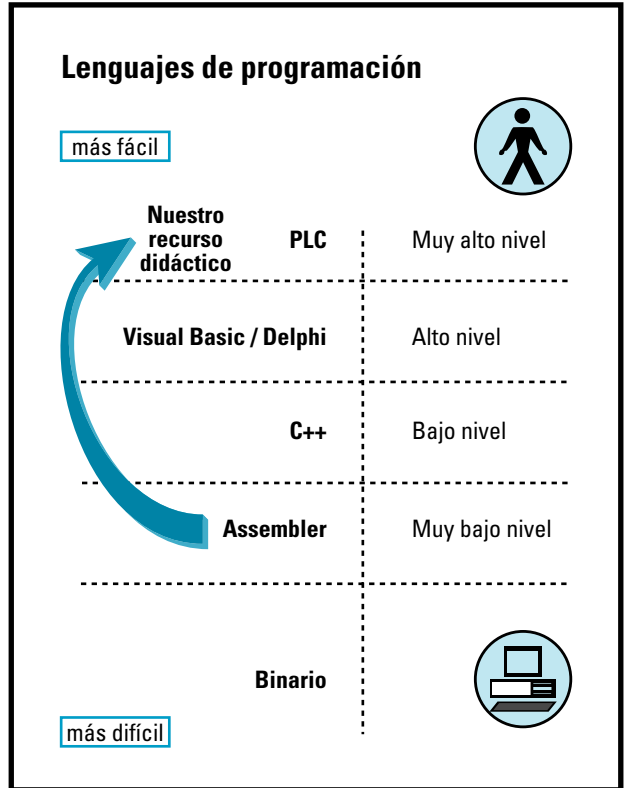 Lenguajes de programación
más fácil
Nuestro
recurso
didáctico
PLC
Muy alto nivel
Visual Basic / Delphi
Alto nivel
C++
Bajo nivel
Assembler
Muy bajo nivel
Binario
más difícil